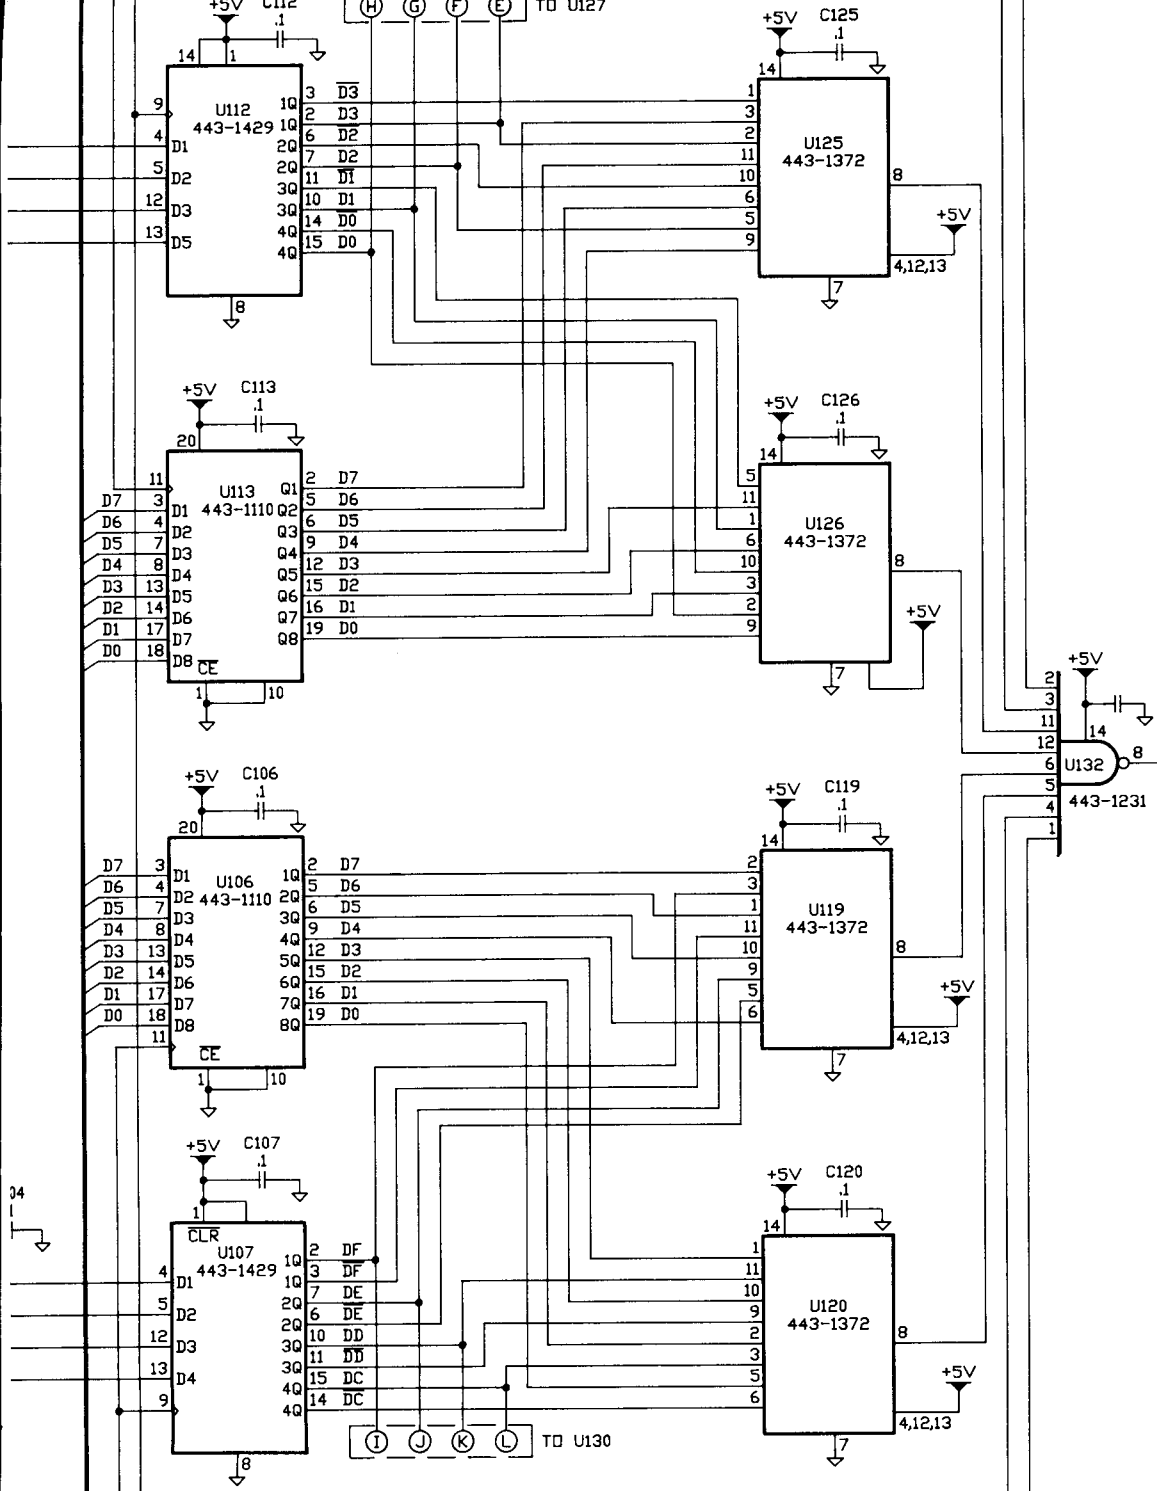 +5V C112 .1
H G F E TO U127
14 1
U112
443-1429
9
4 D1
5 D2
12 D3
13 D5
1Q 3 D3
1Q 2 D3
2Q 6 D2
2Q 7 D2
3Q 11 D1
3Q 10 D1
4Q 14 D0
4Q 15 D0
8
+5V C125
.1
14
1
3
2
11
10
6
5
9
U125
443-1372
8
+5V
4,12,13
7
+5V C113
.1
20
U113
443-1110
11
D7 3 D1
D6 4 D2
D5 7 D3
D4 8 D4
D3 13 D5
D2 14 D6
D1 17 D7
D0 18 D8
CE
1 10
Q1 2 D7
Q2 5 D6
Q3 6 D5
Q4 9 D4
Q5 12 D3
Q6 15 D2
Q7 16 D1
Q8 19 D0
+5V C126
.1
14
5
11
1
6
10
3
2
9
U126
443-1372
8
+5V
7
+5V
2
3
11
12
6
5
4
1
14
U132
8
443-1231
+5V C106
.1
20
U106
443-1110
D7 3 D1
D6 4 D2
D5 7 D3
D4 8 D4
D3 13 D5
D2 14 D6
D1 17 D7
D0 18 D8
11
CE
1 10
1Q 2 D7
2Q 5 D6
3Q 6 D5
4Q 9 D4
5Q 12 D3
6Q 15 D2
7Q 16 D1
8Q 19 D0
+5V C119
.1
14
2
3
1
11
10
9
5
6
U119
443-1372
8
+5V
4,12,13
7
04
+5V C107
.1
1
CLR
U107
443-1429
4 D1
5 D2
12 D3
13 D4
9
1Q 2 DF
1Q 3 DF
2Q 7 DE
2Q 6 DE
3Q 10 DD
3Q 11 DD
4Q 15 DC
4Q 14 DC
8
I J K L TO U130
+5V C120
.1
14
1
11
10
9
2
3
5
6
U120
443-1372
8
+5V
4,12,13
7